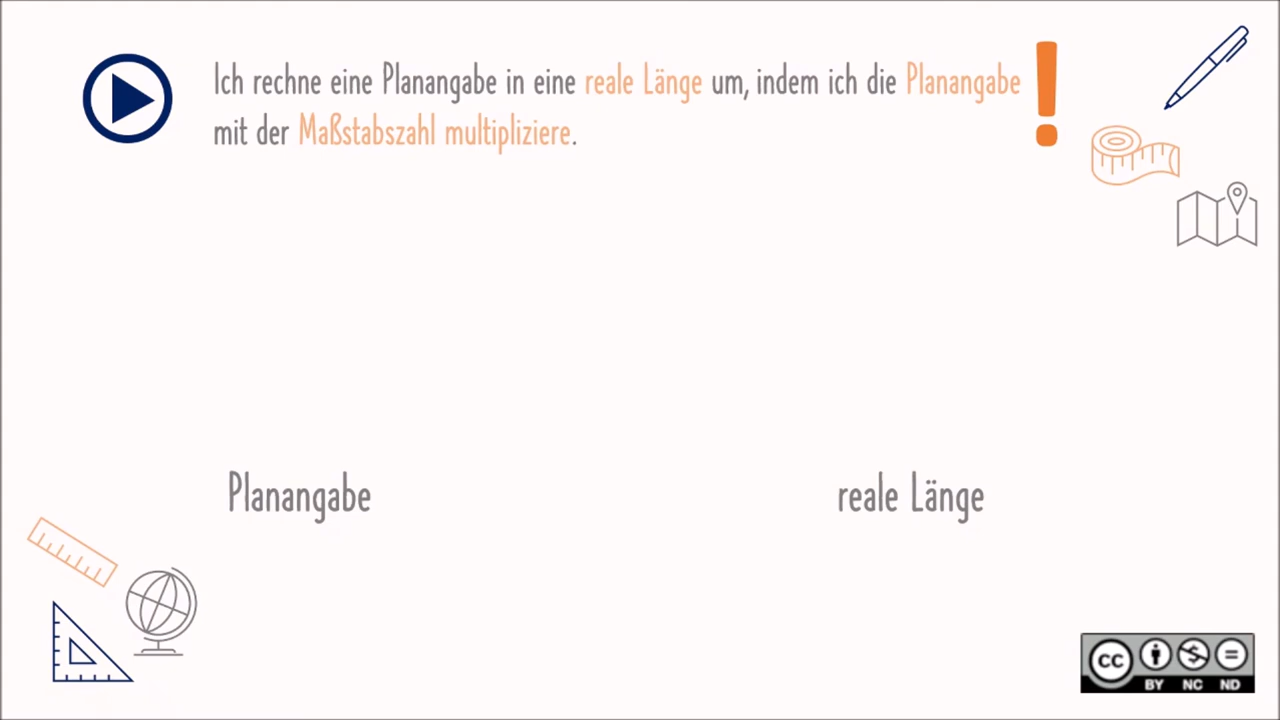 Ich rechne eine Planangabe in eine reale Länge um, indem ich die Planangabe !
mit der Maßstabszahl multipliziere.
Planangabe reale Länge
CC BY NC ND